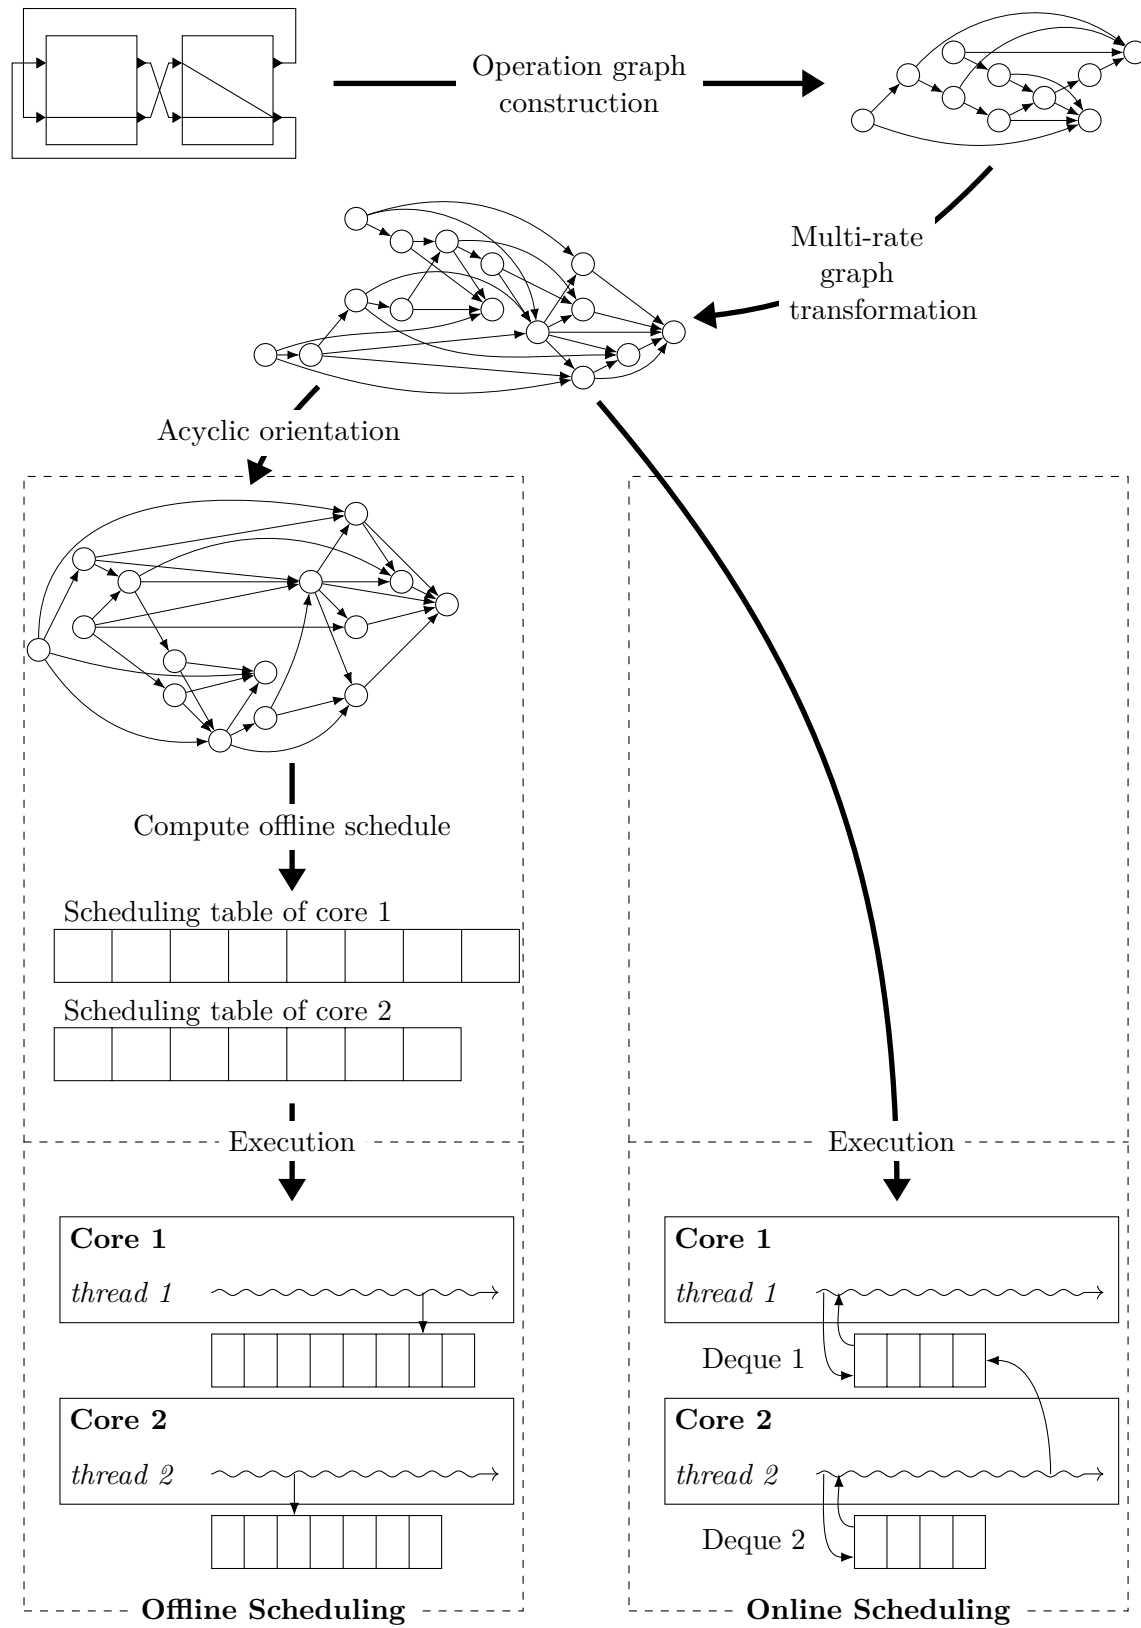 Operation graph
construction
Multi-rate
graph
transformation
Acyclic orientation
Compute offline schedule
Scheduling table of core 1
Scheduling table of core 2
Execution
Core 1
thread 1
Core 2
thread 2
Offline Scheduling
Execution
Core 1
thread 1
Deque 1
Core 2
thread 2
Deque 2
Online Scheduling